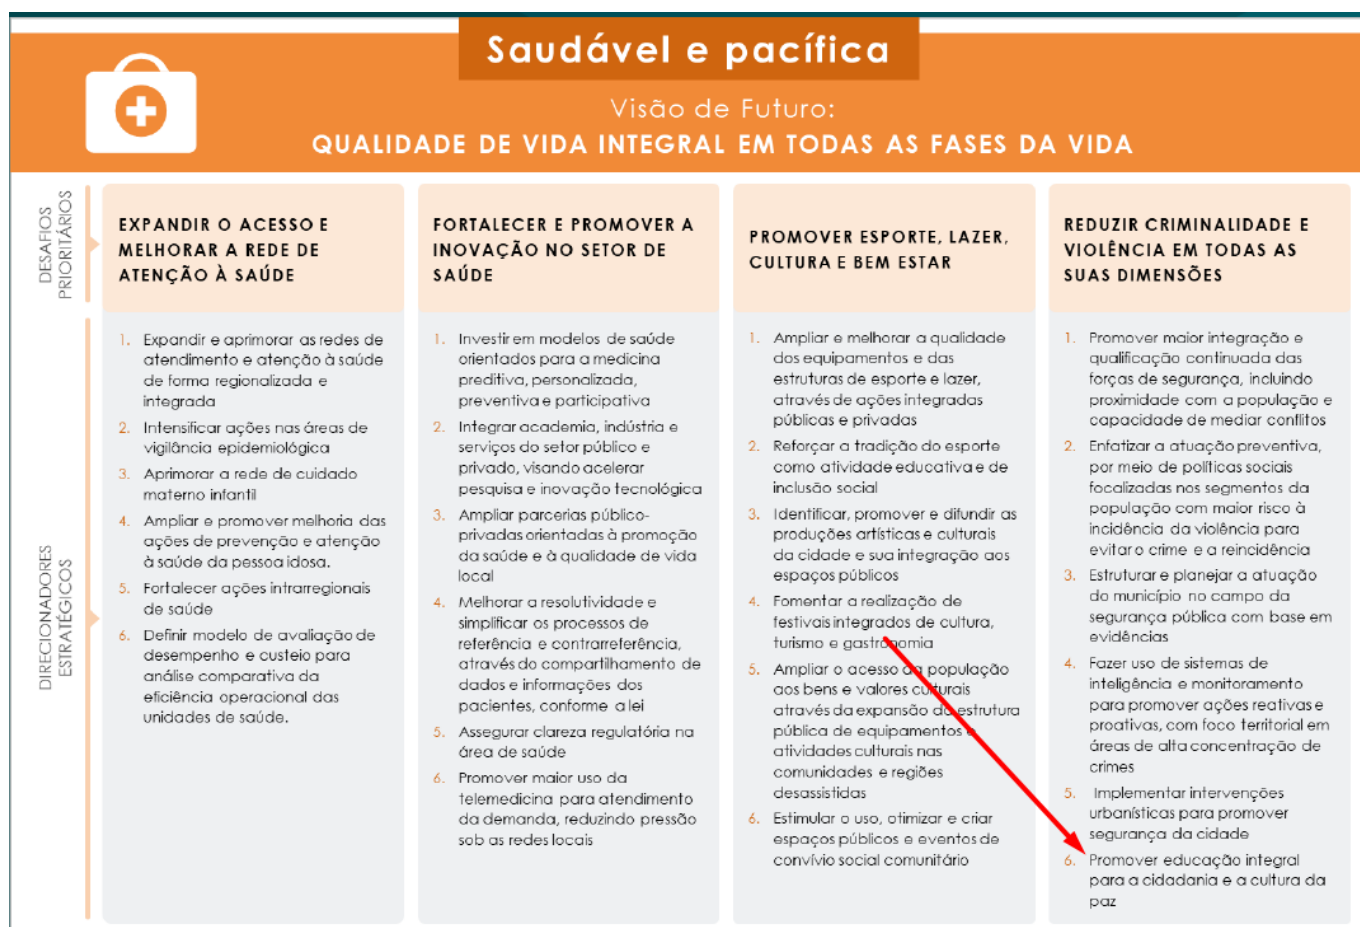 Saudável e pacífica
Visão de Futuro:
QUALIDADE DE VIDA INTEGRAL EM TODAS AS FASES DA VIDA
DESAFIOS
PRIORITÁRIOS
EXPANDIR O ACESSO E
MELHORAR A REDE DE
ATENÇÃO À SAÚDE
FORTALECER E PROMOVER A
INOVAÇÃO NO SETOR DE
SAÚDE
PROMOVER ESPORTE, LAZER,
CULTURA E BEM ESTAR
REDUZIR CRIMINALIDADE E
VIOLÊNCIA EM TODAS AS
SUAS DIMENSÕES
DIRECIONADORES
ESTRATÉGICOS
1. Expandir e aprimorar as redes de
atendimento e atenção à saúde
de forma regionalizada e
integrada
2. Intensificar ações nas áreas de
vigilância epidemiológica
3. Aprimorar a rede de cuidado
materno infantil
4. Ampliar e promover melhoria das
ações de prevenção e atenção
à saúde da pessoa idosa.
5. Fortalecer ações intrarregionais
de saúde
6. Definir modelo de avaliação de
desempenho e custeio para
análise comparativa da
eficiência operacional das
unidades de saúde.
1. Investir em modelos de saúde
orientados para a medicina
preditiva, personalizada,
preventiva e participativa
2. Integrar academia, indústria e
serviços do setor público e
privado, visando acelerar
pesquisa e inovação tecnológica
3. Ampliar parcerias público-
privadas orientadas à promoção
da saúde e à qualidade de vida
local
4. Melhorar a resolutividade e
simplificar os processos de
referência e contrarreferência,
através do compartilhamento de
dados e informações dos
pacientes, conforme a lei
5. Assegurar clareza regulatória na
área de saúde
6. Promover maior uso da
telemedicina para atendimento
da demanda, reduzindo pressão
sob as redes locais
1. Ampliar e melhorar a qualidade
dos equipamentos e das
estruturas de esporte e lazer,
através de ações integradas
públicas e privadas
2. Reforçar a tradição do esporte
como atividade educativa e de
inclusão social
3. Identificar, promover e difundir as
produções artísticas e culturais
da cidade e sua integração aos
espaços públicos
4. Fomentar a realização de
festivais integrados de cultura,
turismo e gastronomia
5. Ampliar o acesso da população
aos bens e valores culturais
através da expansão da estrutura
pública de equipamentos e
atividades culturais nas
comunidades e regiões
desassistidas
6. Estimular o uso, otimizar e criar
espaços públicos e eventos de
convívio social comunitário
1. Promover maior integração e
qualificação continuada das
forças de segurança, incluindo
proximidade com a população e
capacidade de mediar conflitos
2. Enfatizar a atuação preventiva,
por meio de políticas sociais
focalizadas nos segmentos da
população com maior risco à
incidência da violência para
evitar o crime e a reincidência
3. Estruturar e planejar a atuação
do município no campo da
segurança pública com base em
evidências
4. Fazer uso de sistemas de
inteligência e monitoramento
para promover ações reativas e
proativas, com foco territorial em
áreas de alta concentração de
crimes
5. Implementar intervenções
urbanísticas para promover
segurança da cidade
6. Promover educação integral
para a cidadania e a cultura da
paz